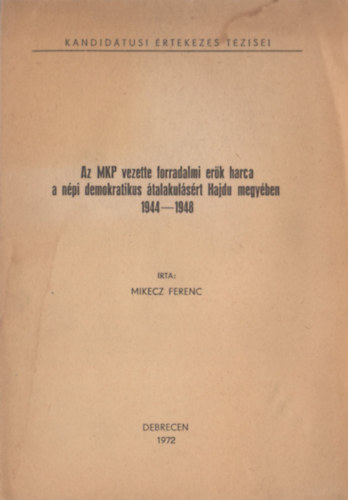 KANDIDÁTUSI ÉRTEKEZÉS TÉZISEI
Az MKP vezette forradalmi erők harca
a népi demokratikus átalakulásért Hajdu megyében
1944—1948
IRTA:
MIKECZ FERENC
DEBRECEN
1972